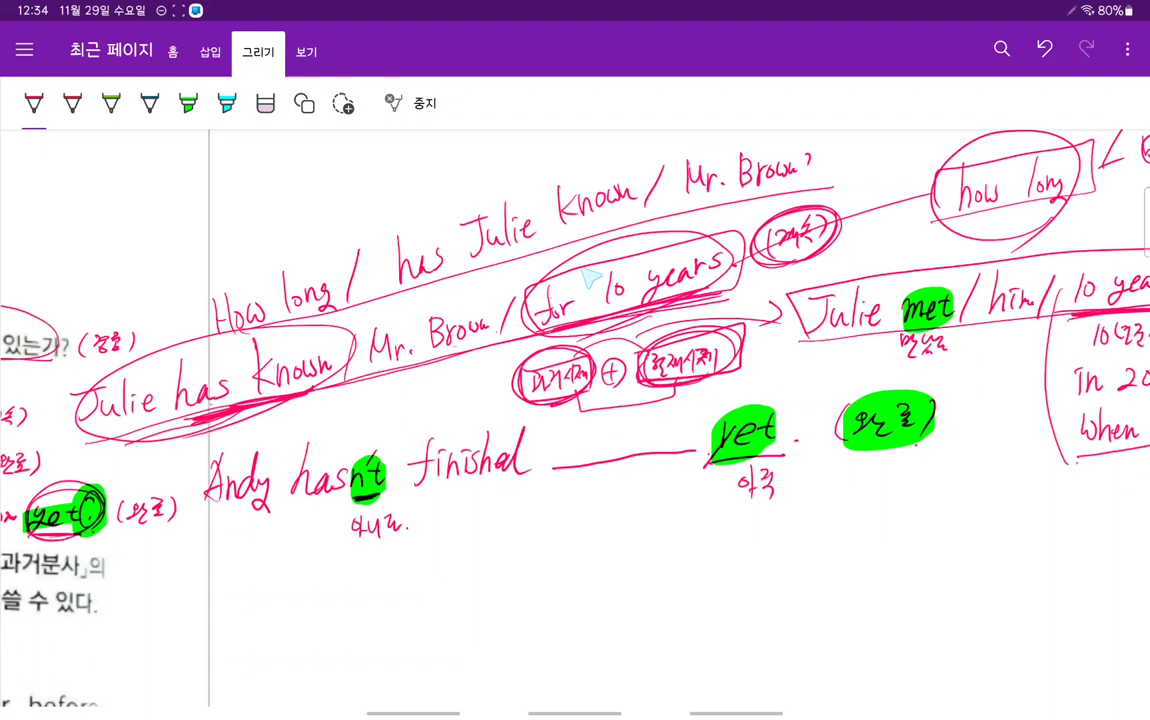 12:34 11월 29일 수요일 80%
최근 페이지 홈 삽입 그리기 보기
중지
How long / has Julie known / Mr. Brown?
how long
(계속)
Julie has known Mr. Brown / for 10 years.
Julie met / him / 10 yea
만났다
과거시제 + 현재시제
in 20
When
Andy hasn't finished yet. (완료)
아니다. 아직
있는가? (경험)
yet? (완료)
과거분사」의
쓸 수 있다.
r before